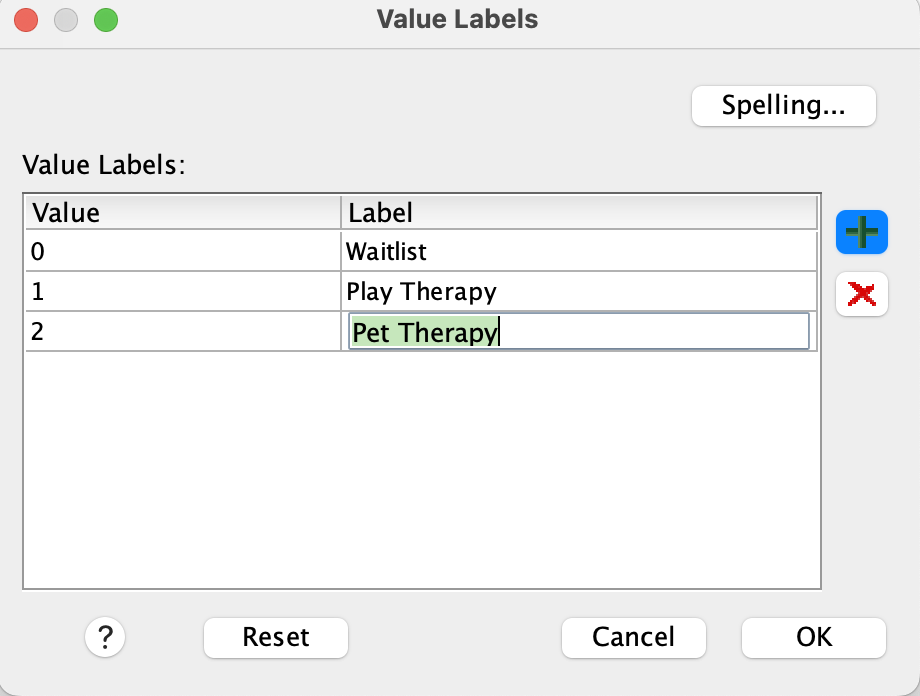 Value Labels
Spelling...
Value Labels:
Value Label
0 Waitlist
1 Play Therapy
2 Pet Therapy
? Reset Cancel OK